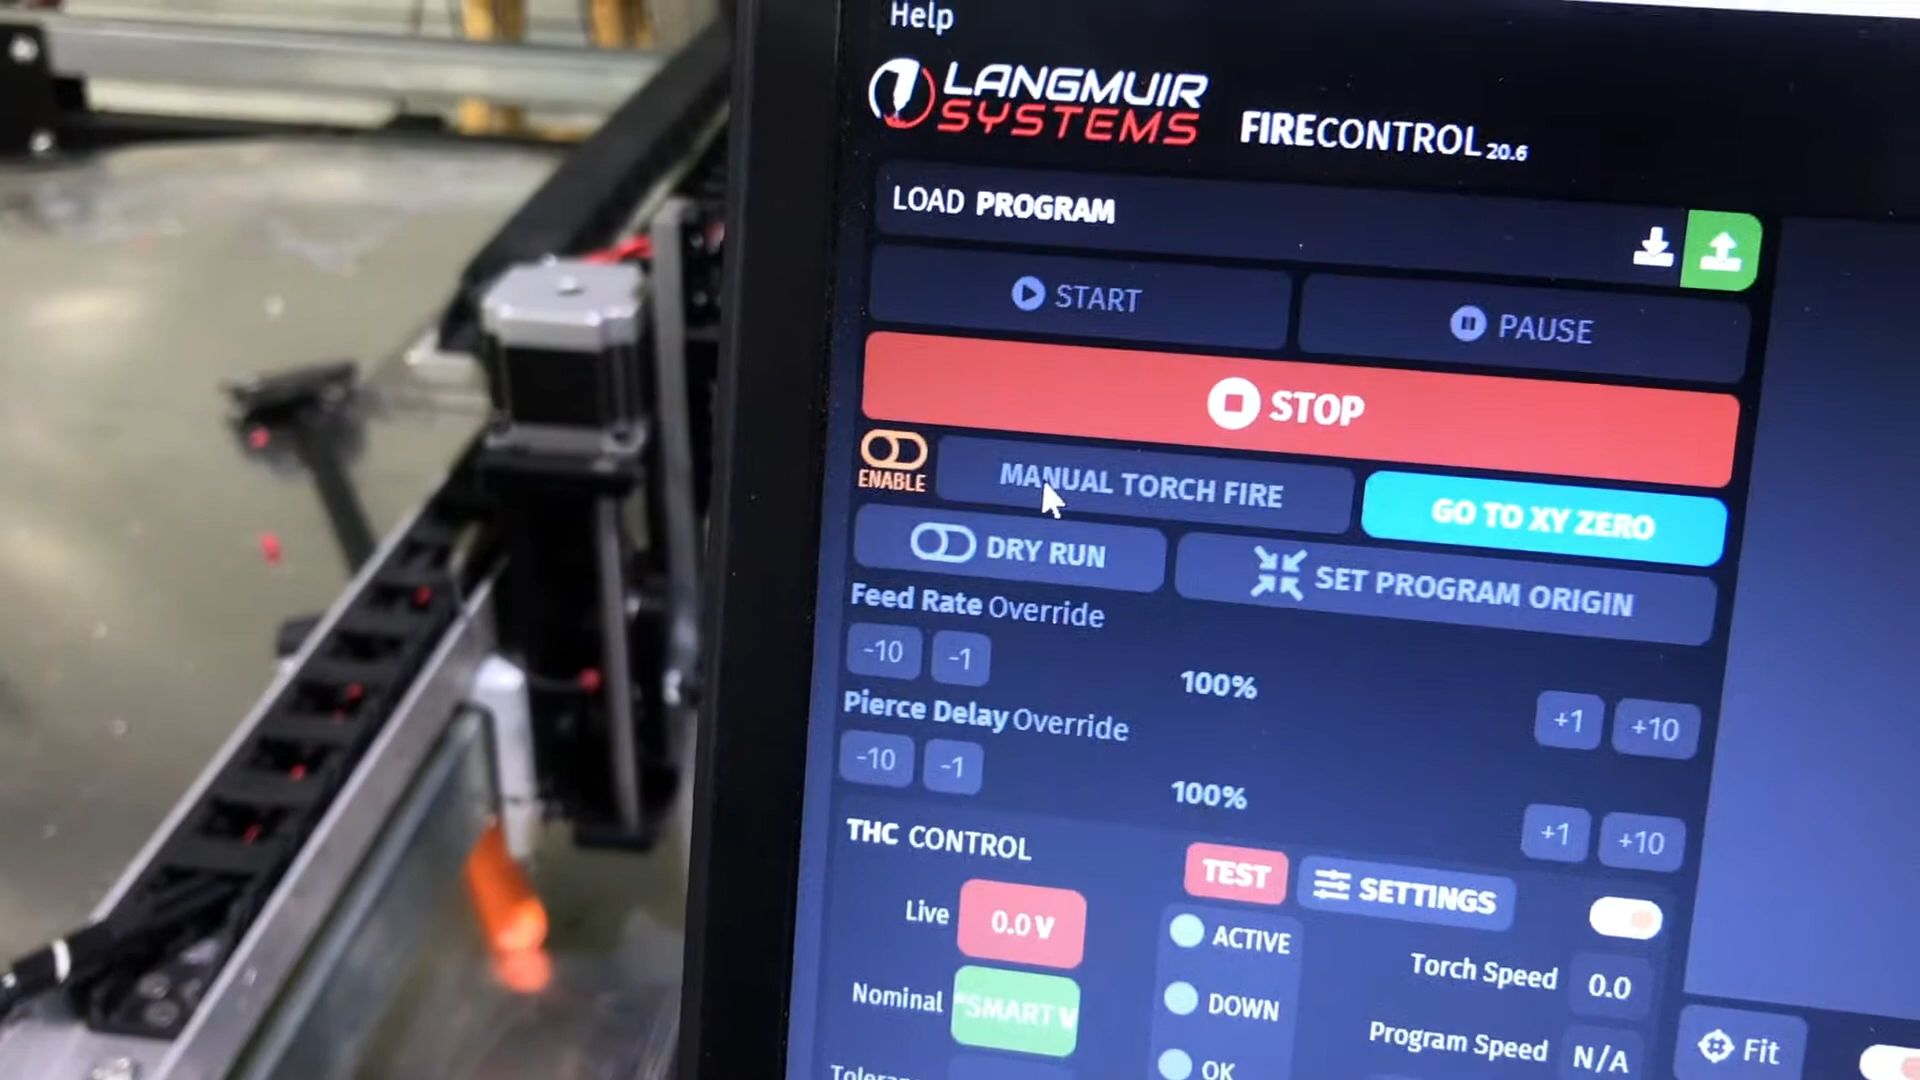 Help
LANGMUIR
SYSTEMS
FIRECONTROL 20.6
LOAD PROGRAM
START
PAUSE
STOP
ENABLE
MANUAL TORCH FIRE
GO TO XY ZERO
DRY RUN
SET PROGRAM ORIGIN
Feed Rate Override
-10 -1
100%
+1 +10
Pierce Delay Override
-10 -1
100%
+1 +10
THC CONTROL
TEST
SETTINGS
Live
0.0 V
ACTIVE
Torch Speed
0.0
Nominal
*SMART V
DOWN
Program Speed
N/A
Fit
OK